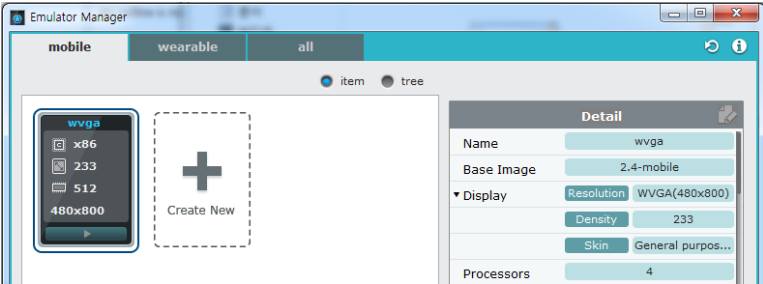 Emulator Manager
mobile wearable all
item tree
wvga
x86
233
512
480x800
Create New
Detail
Name wvga
Base Image 2.4-mobile
Display Resolution WVGA(480x800)
Density 233
Skin General purpos...
Processors 4